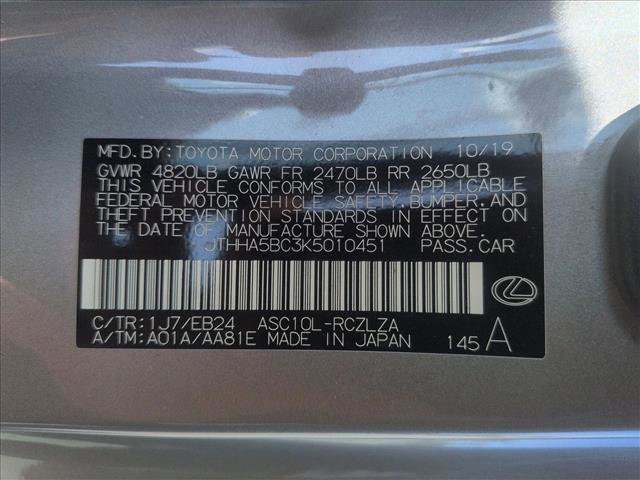 MFD.BY:TOYOTA MOTOR CORPORATION 10/19
GVWR 4820LB GAWR FR 2470LB RR 2650LB
THIS VEHICLE CONFORMS TO ALL APPLICABLE
FEDERAL MOTOR VEHICLE SAFETY, BUMPER, AND
THEFT PREVENTION STANDARDS IN EFFECT ON
THE DATE OF MANUFACTURE SHOWN ABOVE.
JTHHA5BC3K5010451 PASS.CAR
C/TR:1J7/EB24 ASC10L-RCZLZA
A/TM:A01A/AA81E MADE IN JAPAN 145 A